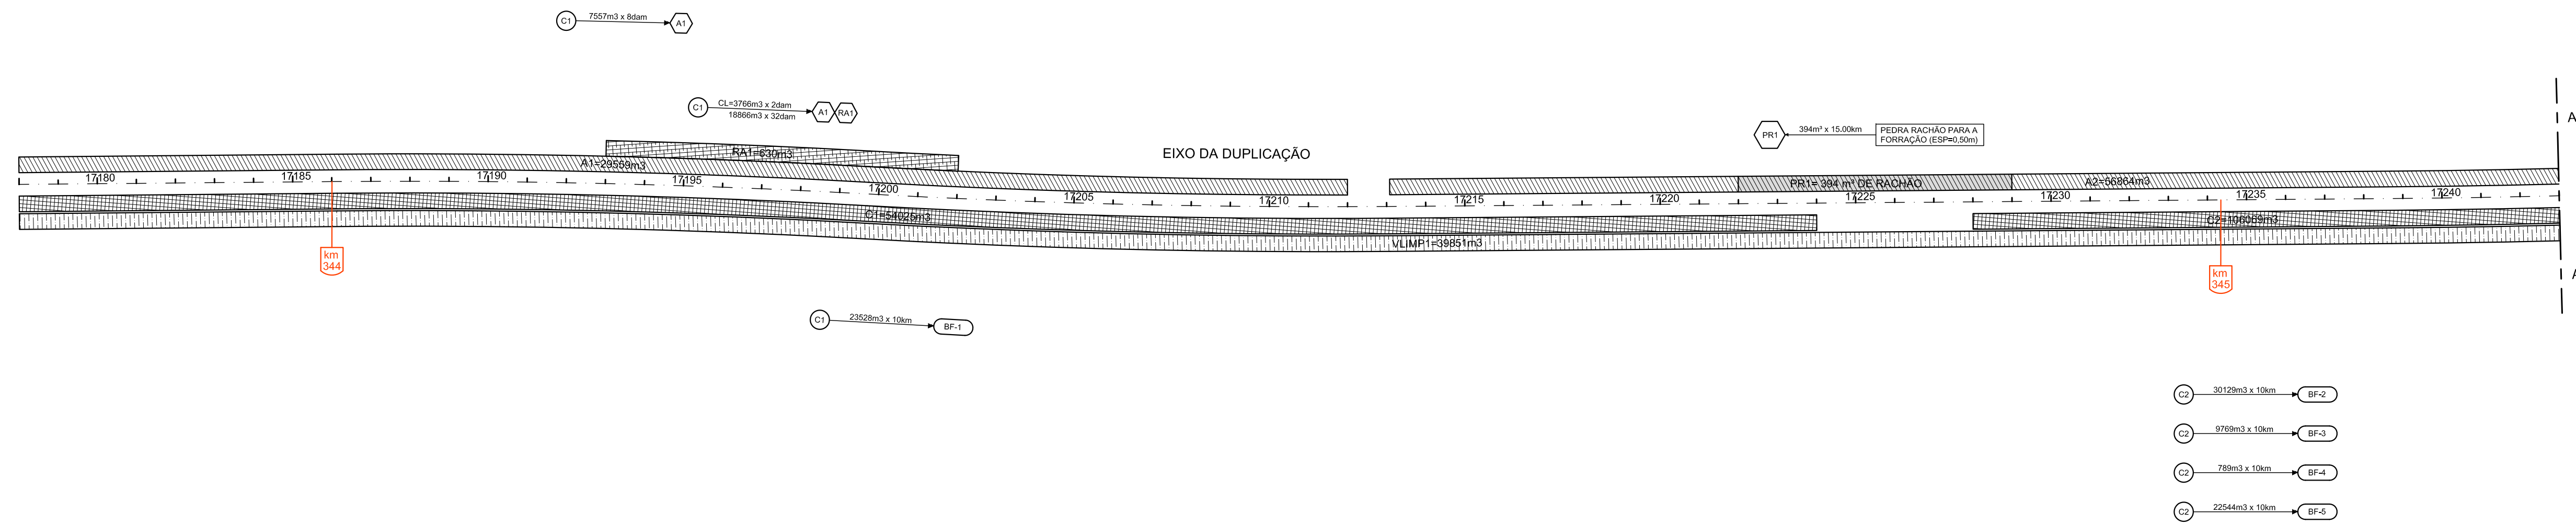 C1
7557m3 x 8dam
A1
C1
CL=3766m3 x 2dam
18866m3 x 32dam
A1
RA1
EIXO DA DUPLICAÇÃO
PR1
394m³ x 15.00km
PEDRA RACHÃO PARA A
FORRAÇÃO (ESP=0,50m)
RA1=630m3
A1=29559m3
PR1= 394 m³ DE RACHÃO
A2=56864m3
17180
17185
17190
17195
17200
17205
17210
17215
17220
17225
17230
17235
17240
C1=54025m3
C2=106069m3
VLIMP1=39851m3
km
344
km
345
C1
23528m3 x 10km
BF-1
C2
30129m3 x 10km
BF-2
C2
9769m3 x 10km
BF-3
C2
789m3 x 10km
BF-4
C2
22544m3 x 10km
BF-5